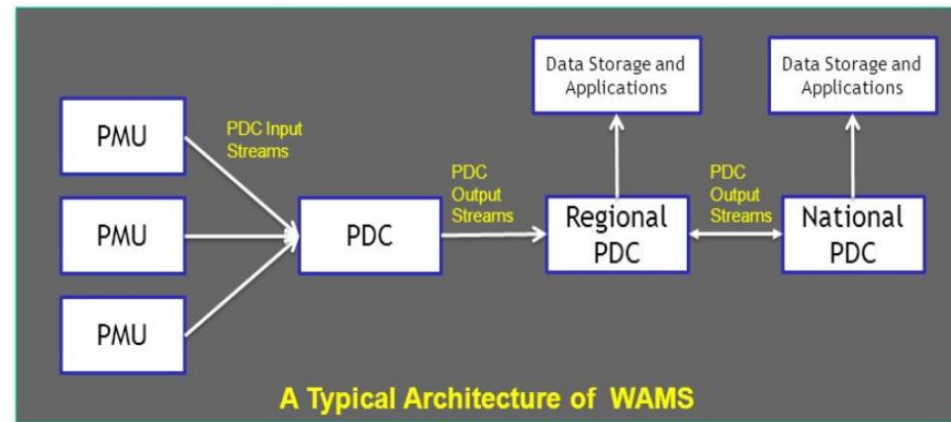 Data Storage and
Applications
Data Storage and
Applications
PMU
PDC Input
Streams
PMU
PDC
PDC
Output
Streams
Regional
PDC
PDC
Output
Streams
National
PDC
PMU
A Typical Architecture of WAMS